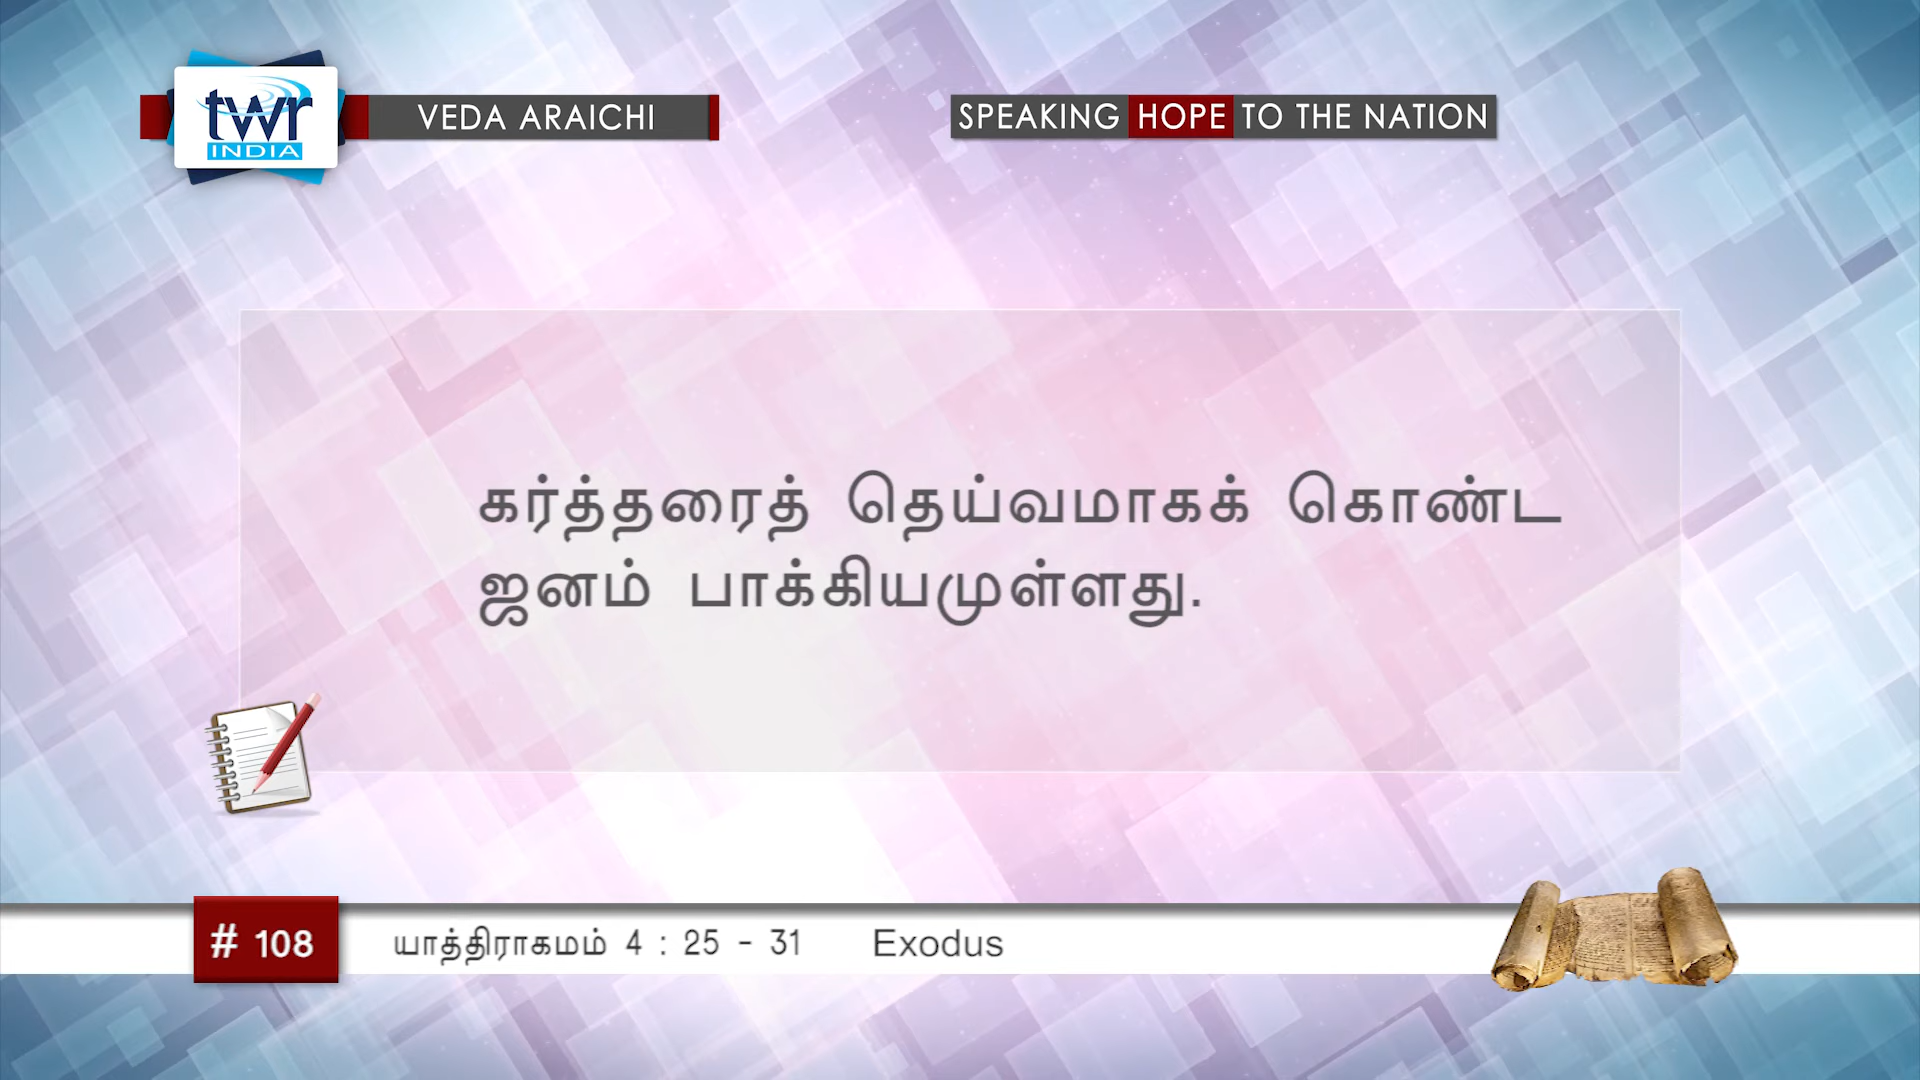 twr
INDIA
VEDA ARAICHI
SPEAKING HOPE TO THE NATION
கர்த்தரைத் தெய்வமாகக் கொண்ட
ஜனம் பாக்கியமுள்ளது.
# 108
யாத்திராகமம் 4 : 25 - 31 Exodus